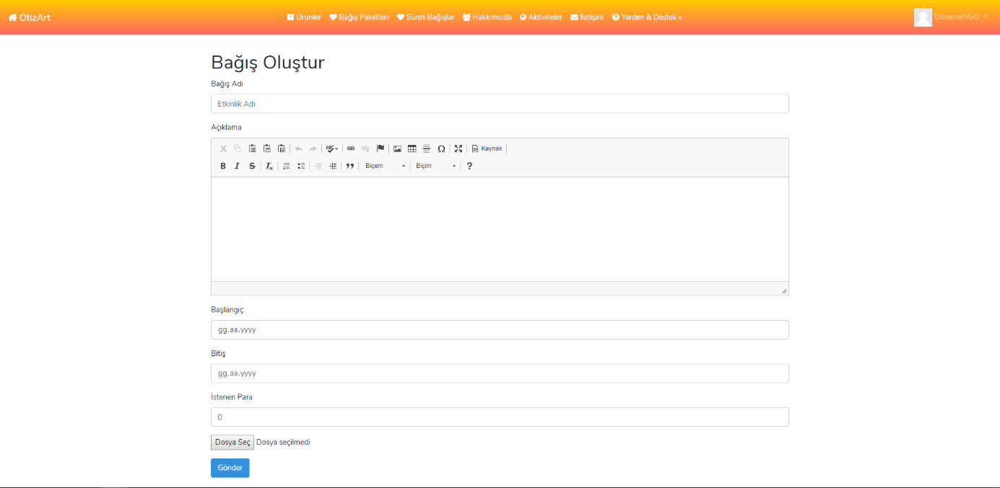 OtizArt Ürünler Bağış Paketleri Süreli Bağışlar Hakkımızda Aktiviteler İletişim Yardım & Destek » DenemeNGO
Bağış Oluştur
Bağış Adı
Etkinlik Adı
Açıklama
ABC Ω Kaynak
B I S Tx Biçem Biçim ?
Başlangıç
gg.aa.yyyy
Bitiş
gg.aa.yyyy
İstenen Para
0
Dosya Seç Dosya seçilmedi
Gönder